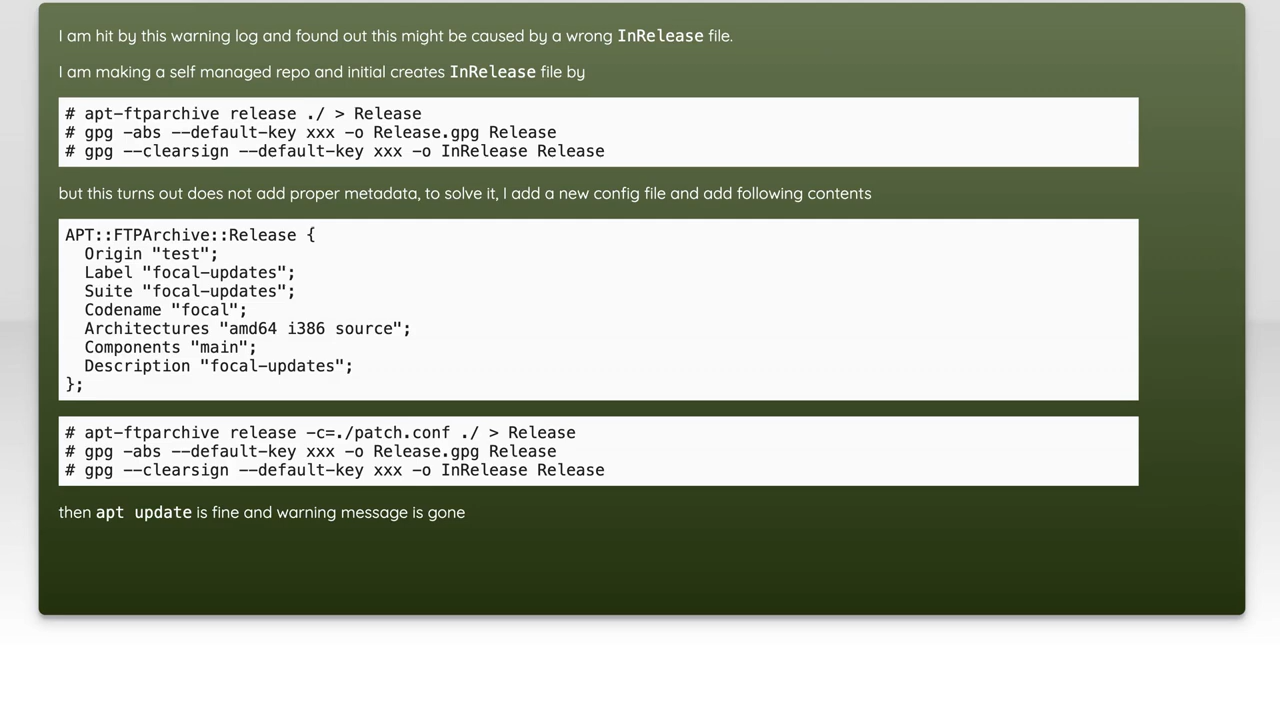 I am hit by this warning log and found out this might be caused by a wrong InRelease file.
I am making a self managed repo and initial creates InRelease file by
# apt-ftparchive release ./ > Release
# gpg -abs --default-key xxx -o Release.gpg Release
# gpg --clearsign --default-key xxx -o InRelease Release
but this turns out does not add proper metadata, to solve it, I add a new config file and add following contents
APT::FTPArchive::Release {
  Origin "test";
  Label "focal-updates";
  Suite "focal-updates";
  Codename "focal";
  Architectures "amd64 i386 source";
  Components "main";
  Description "focal-updates";
};
# apt-ftparchive release -c=./patch.conf ./ > Release
# gpg -abs --default-key xxx -o Release.gpg Release
# gpg --clearsign --default-key xxx -o InRelease Release
then apt update is fine and warning message is gone